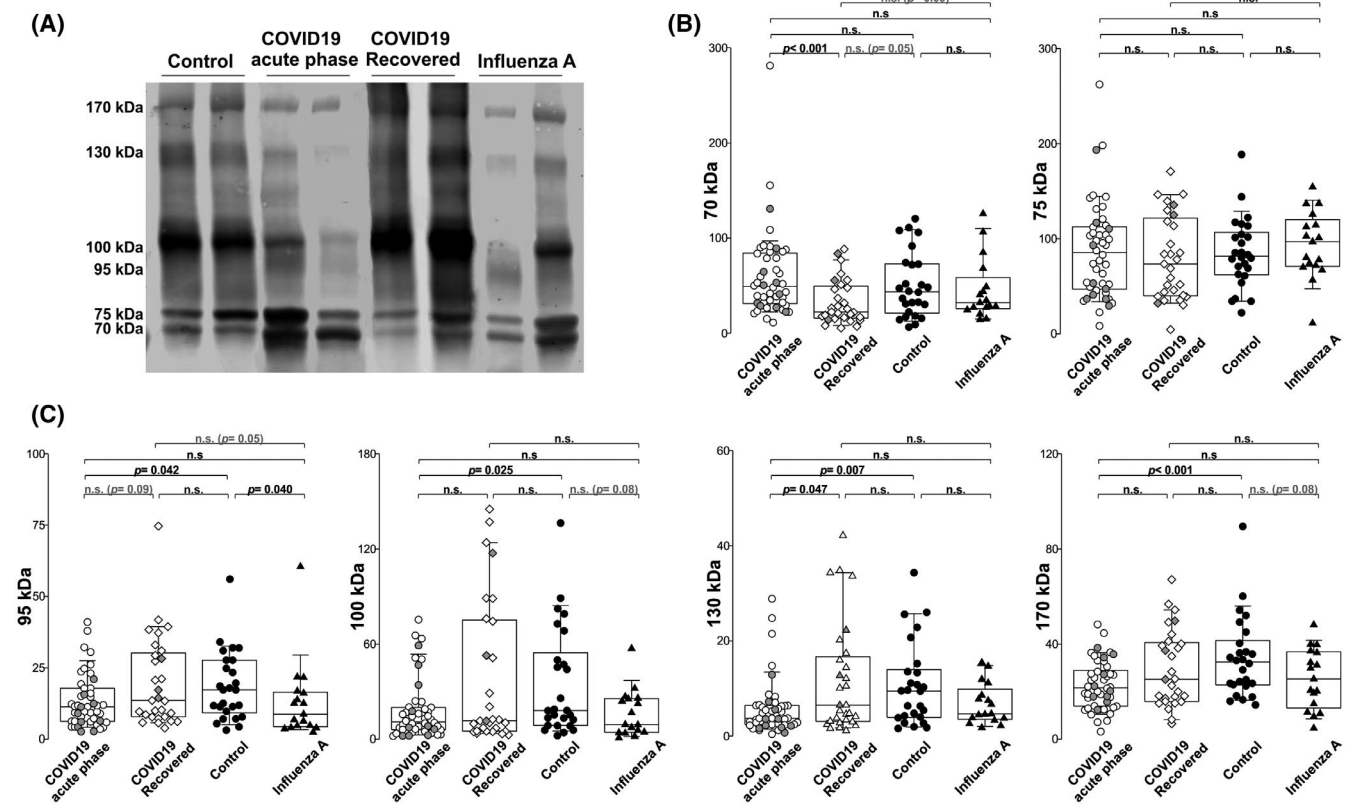 (A)
Control
COVID19
acute phase
COVID19
Recovered
Influenza A
170 kDa
130 kDa
100 kDa
95 kDa
75 kDa
70 kDa
(B)
n.s
n.s.
p< 0.001
n.s. (p= 0.05)
n.s.
300
200
100
0
70 kDa
COVID19
acute phase
COVID19
Recovered
Control
Influenza A
n.s
n.s.
n.s.
n.s.
n.s.
300
200
100
0
75 kDa
COVID19
acute phase
COVID19
Recovered
Control
Influenza A
(C)
n.s. (p= 0.05)
n.s
p= 0.042
n.s. (p= 0.09)
n.s.
p= 0.040
100
75
50
25
0
95 kDa
COVID19
acute phase
COVID19
Recovered
Control
Influenza A
n.s.
n.s
p= 0.025
n.s.
n.s.
n.s. (p= 0.08)
180
120
60
0
100 kDa
COVID19
acute phase
COVID19
Recovered
Control
Influenza A
n.s.
n.s
p= 0.007
p= 0.047
n.s.
n.s.
60
40
20
0
130 kDa
COVID19
acute phase
COVID19
Recovered
Control
Influenza A
n.s.
n.s
p< 0.001
n.s.
n.s.
n.s. (p= 0.08)
120
80
40
0
170 kDa
COVID19
acute phase
COVID19
Recovered
Control
Influenza A